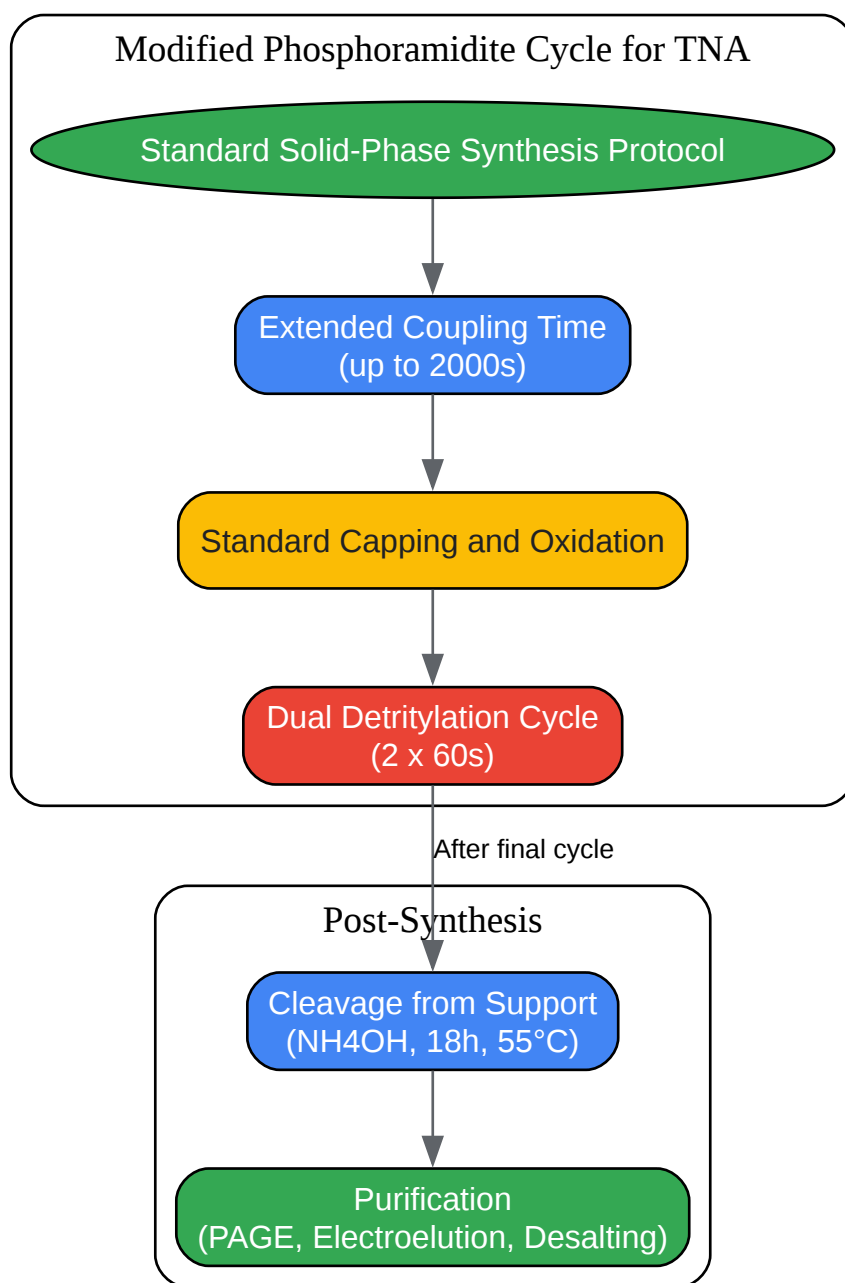 Modified Phosphoramidite Cycle for TNA
Standard Solid-Phase Synthesis Protocol
Extended Coupling Time
(up to 2000s)
Standard Capping and Oxidation
Dual Detritylation Cycle
(2 x 60s)
After final cycle
Post-Synthesis
Cleavage from Support
(NH4OH, 18h, 55°C)
Purification
(PAGE, Electroelution, Desalting)